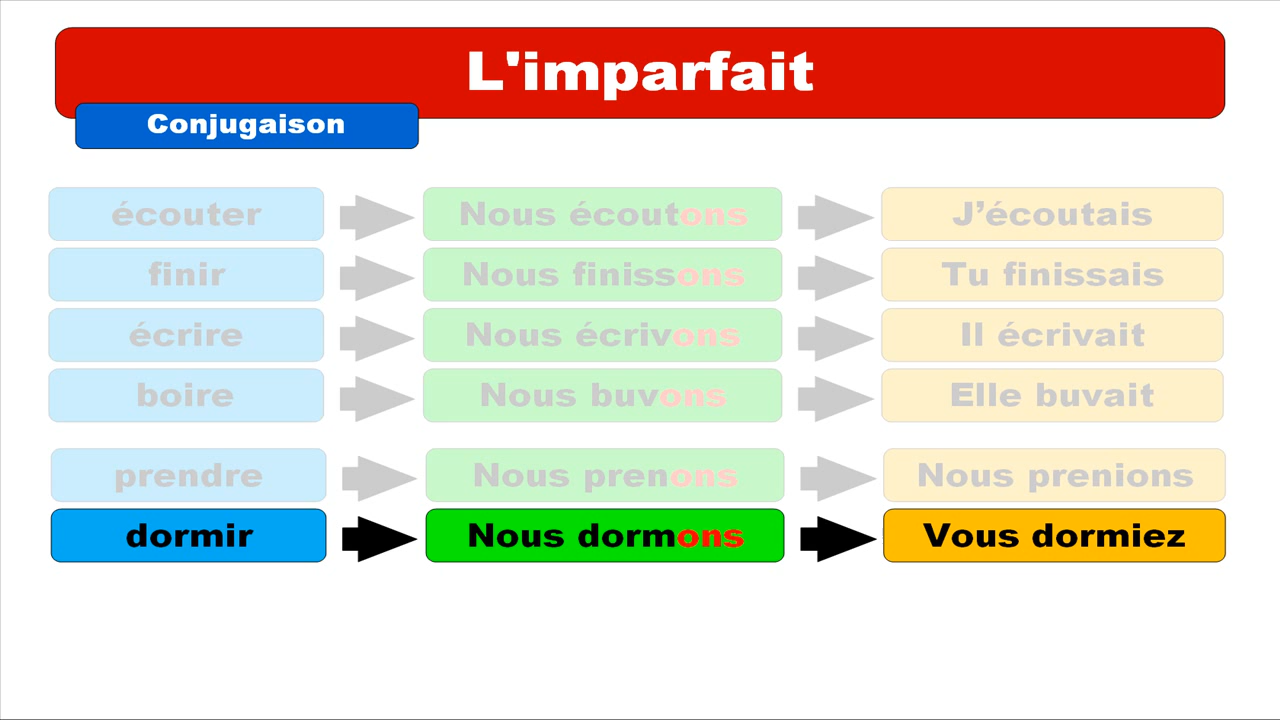 L'imparfait
Conjugaison
écouter Nous écoutons J’écoutais
finir Nous finissons Tu finissais
écrire Nous écrivons Il écrivait
boire Nous buvons Elle buvait
prendre Nous prenons Nous prenions
dormir Nous dormons Vous dormiez